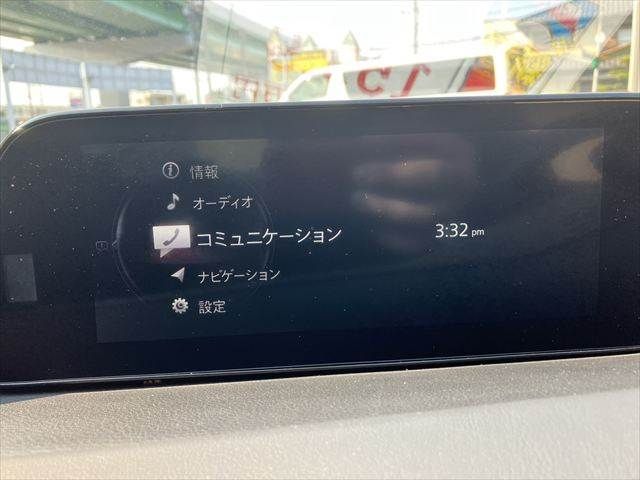 情報
オーディオ
コミュニケーション
3:32 pm
ナビゲーション
設定